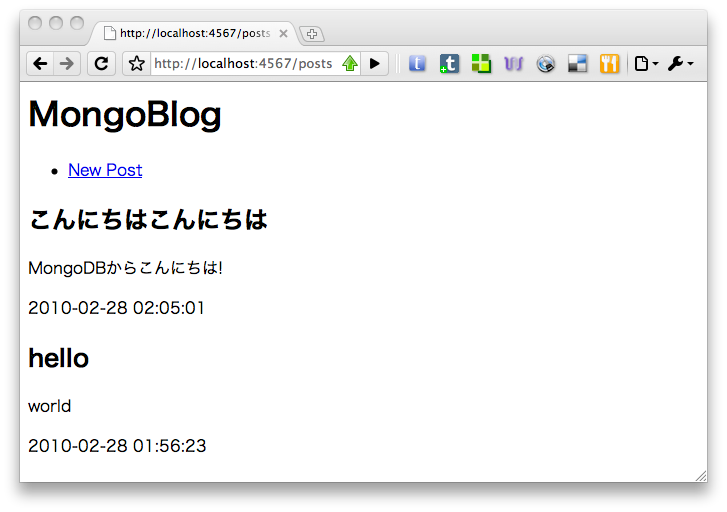 http://localhost:4567/posts
http://localhost:4567/posts
MongoBlog
New Post
こんにちはこんにちは
MongoDBからこんにちは!
2010-02-28 02:05:01
hello
world
2010-02-28 01:56:23